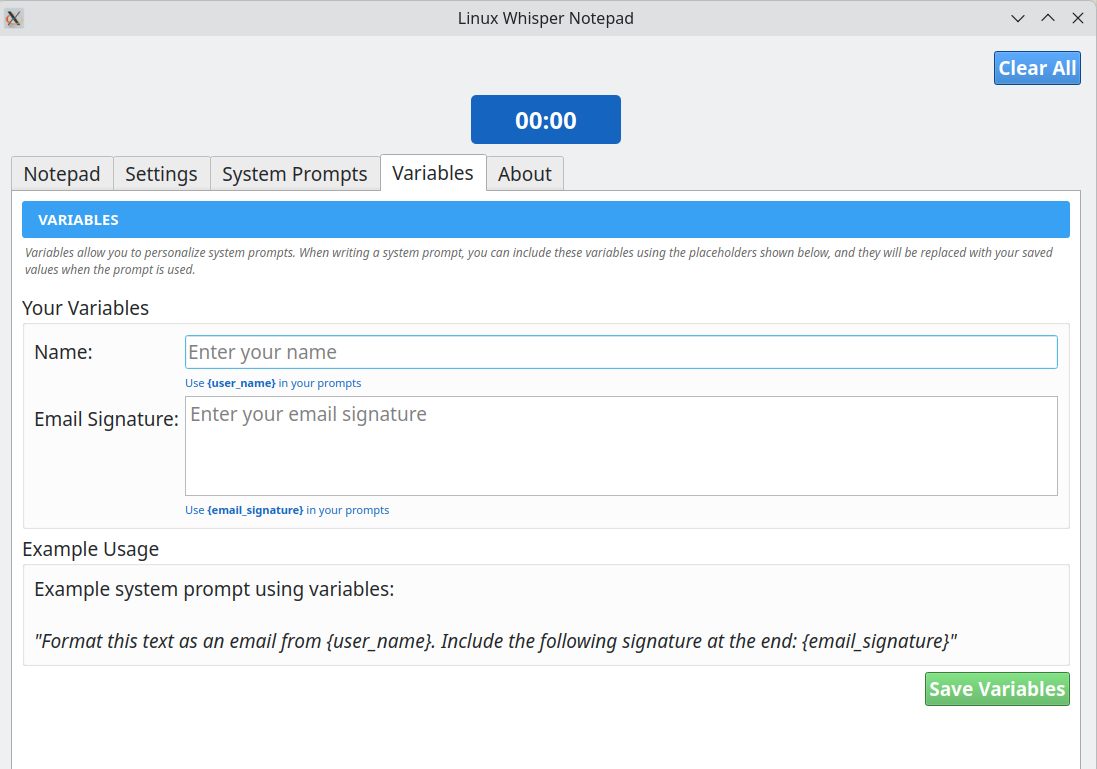 Linux Whisper Notepad
Clear All
00:00
Notepad Settings System Prompts Variables About
VARIABLES
Variables allow you to personalize system prompts. When writing a system prompt, you can include these variables using the placeholders shown below, and they will be replaced with your saved
values when the prompt is used.
Your Variables
Name: Enter your name
Use {user_name} in your prompts
Email Signature: Enter your email signature
Use {email_signature} in your prompts
Example Usage
Example system prompt using variables:
"Format this text as an email from {user_name}. Include the following signature at the end: {email_signature}"
Save Variables